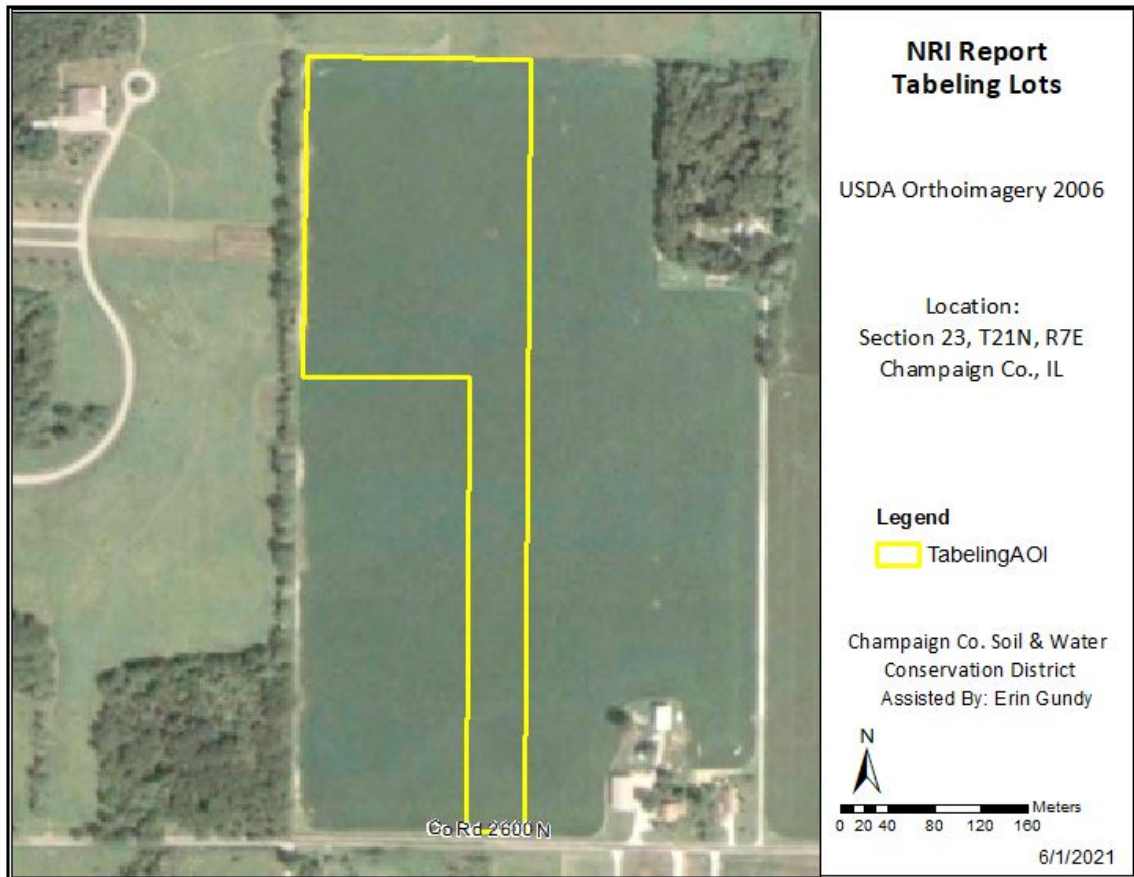 NRI Report
Tabeling Lots
USDA Orthoimagery 2006
Location:
Section 23, T21N, R7E
Champaign Co., IL
Legend
TabelingAOI
Champaign Co. Soil & Water
Conservation District
Assisted By: Erin Gundy
N
Meters
0 20 40 80 120 160
6/1/2021
Co Rd 2600 N